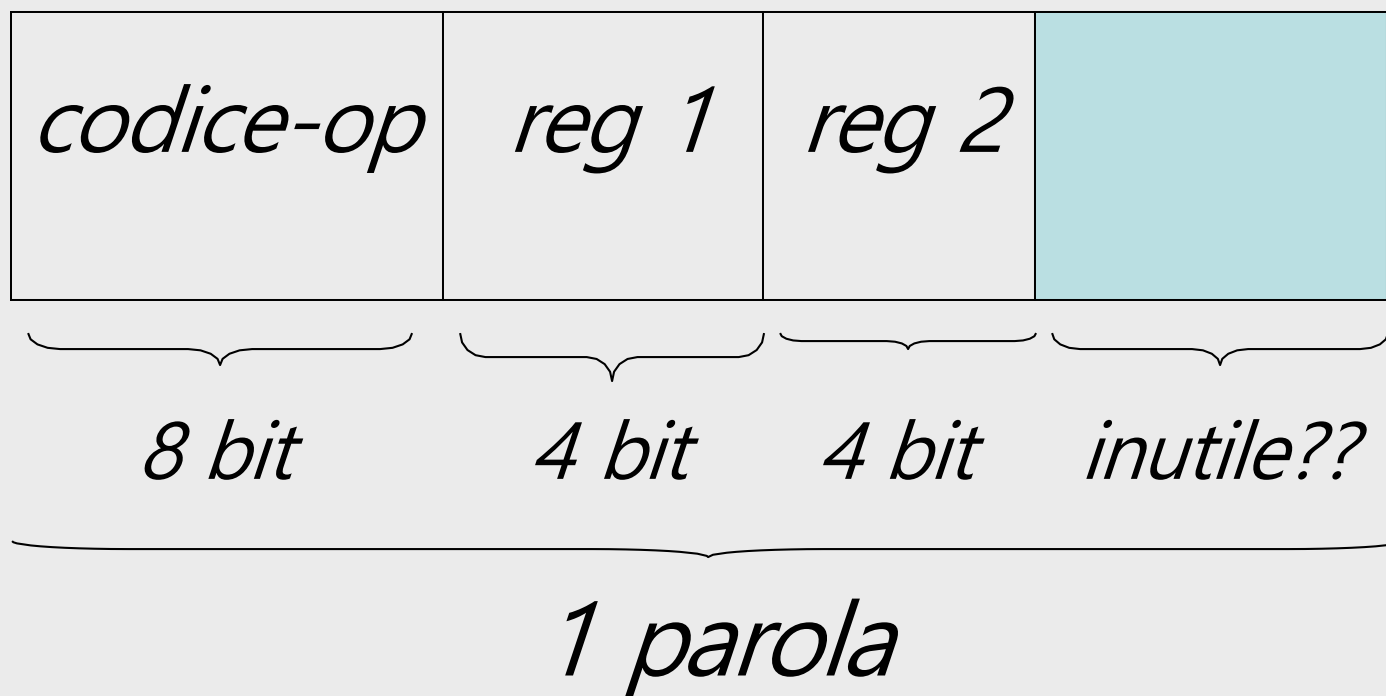 codice-op reg 1 reg 2
8 bit 4 bit 4 bit inutile??
1 parola